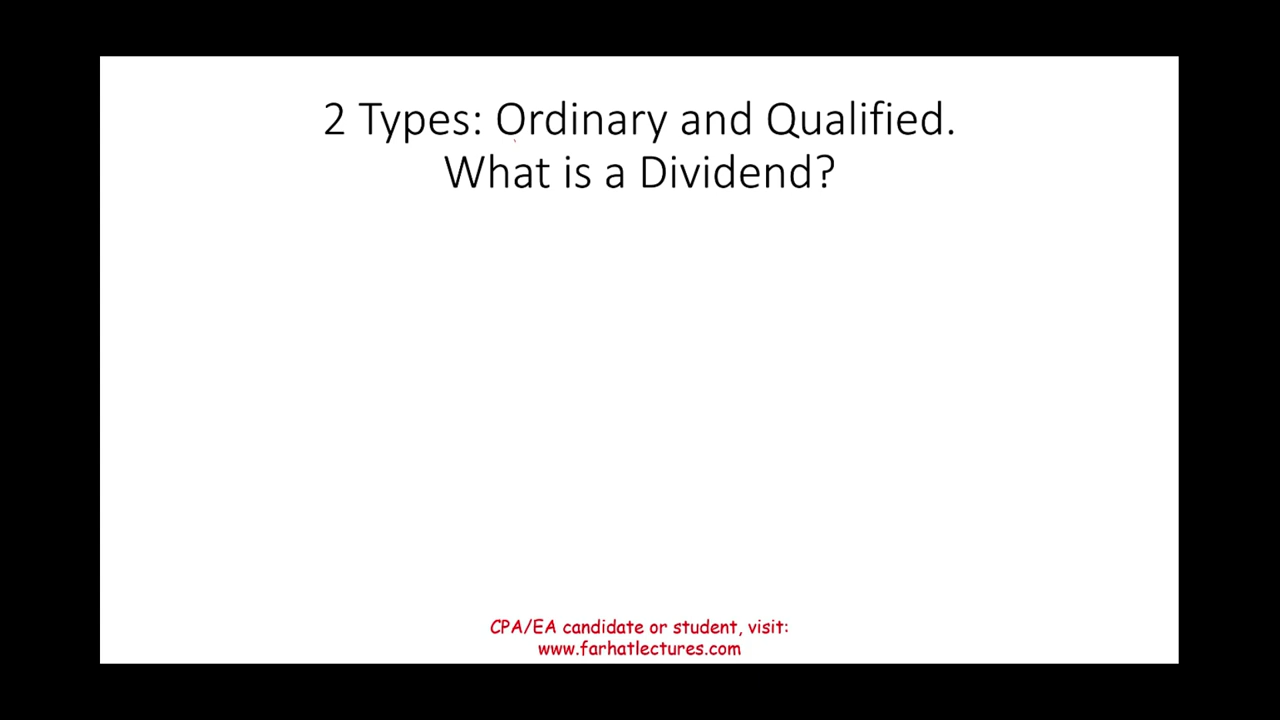 2 Types: Ordinary and Qualified.
What is a Dividend?
CPA/EA candidate or student, visit:
www.farhatlectures.com